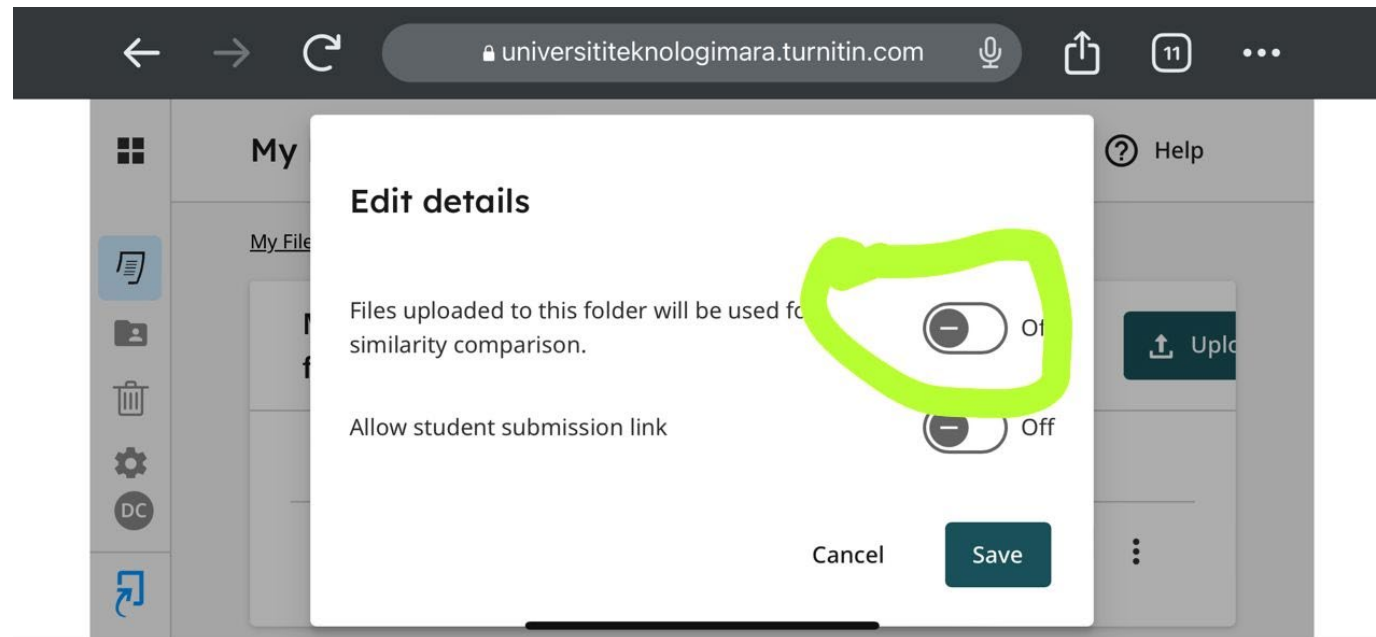 universititeknologimara.turnitin.com
11
My
Help
Edit details
My File
Files uploaded to this folder will be used fo
similarity comparison.
Of
Uplo
Allow student submission link
Off
DC
Cancel
Save